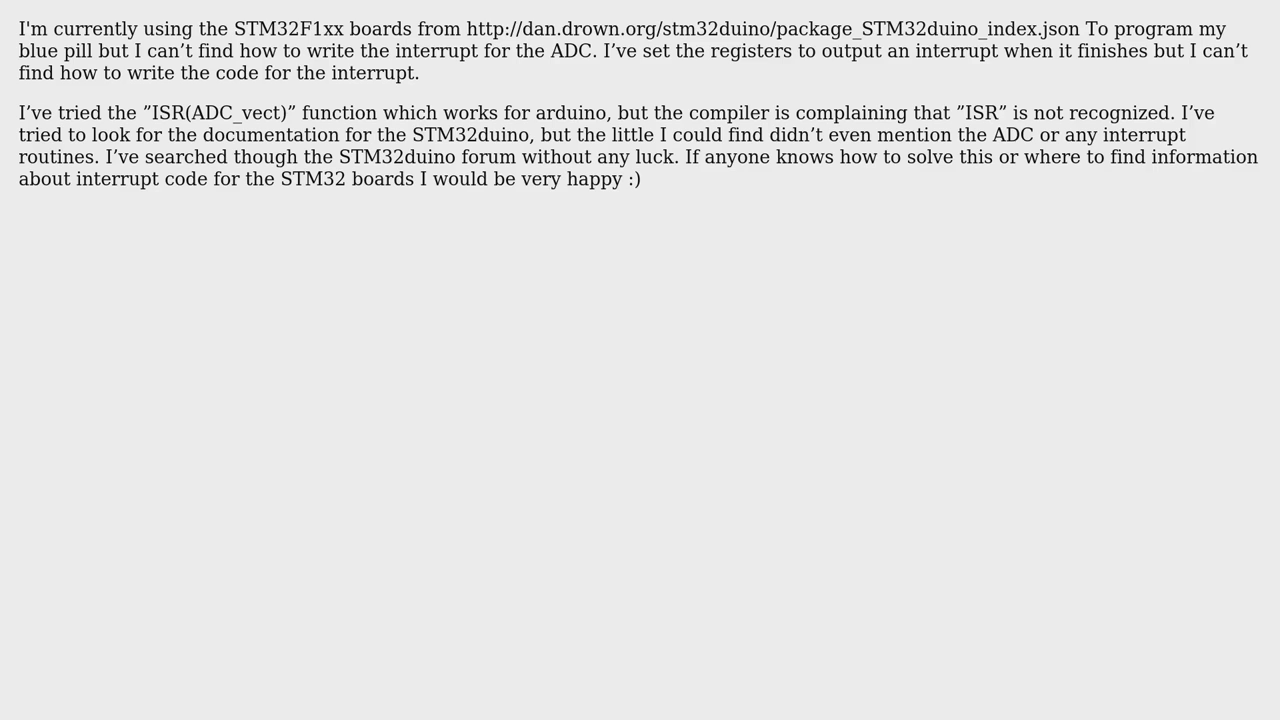 I'm currently using the STM32F1xx boards from http://dan.drown.org/stm32duino/package_STM32duino_index.json To program my
blue pill but I can’t find how to write the interrupt for the ADC. I’ve set the registers to output an interrupt when it finishes but I can’t
find how to write the code for the interrupt.
I’ve tried the ”ISR(ADC_vect)” function which works for arduino, but the compiler is complaining that ”ISR” is not recognized. I’ve
tried to look for the documentation for the STM32duino, but the little I could find didn’t even mention the ADC or any interrupt
routines. I’ve searched though the STM32duino forum without any luck. If anyone knows how to solve this or where to find information
about interrupt code for the STM32 boards I would be very happy :)